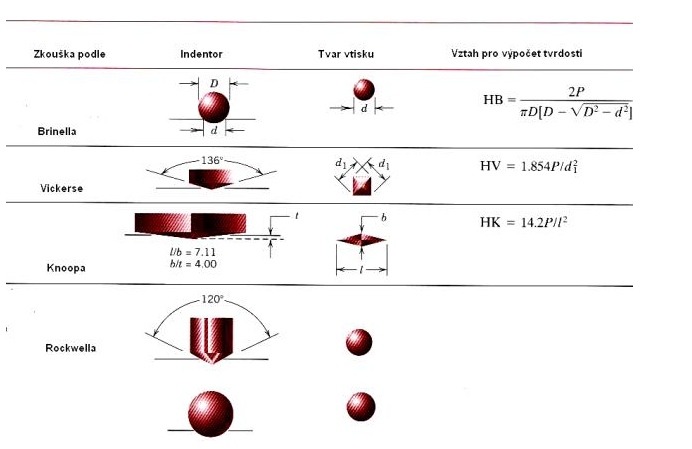 Zkouška podle Indentor Tvar vtisku Vztah pro výpočet tvrdosti
D
d
d
HB = 2P / πD[D − √D² − d²]
Brinella
136°
d₁ d₁
HV = 1.854P/d₁²
Vickerse
t
b
HK = 14.2P/l²
l/b = 7.11
b/t = 4.00
l
Knoopa
120°
Rockwella